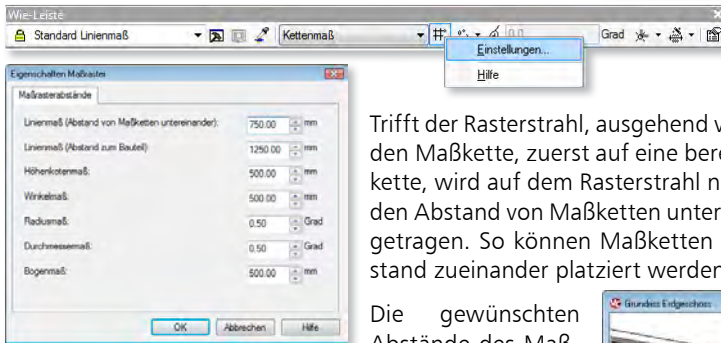 Wie-Leiste
Standard Linienmaß Kettenmaß 0.0 Grad
Einstellungen...
Hilfe
Eigenschaften Maßraster
Maßrasterabstände
Linienmaß (Abstand von Maßketten untereinander): 750.00 mm
Linienmaß (Abstand zum Bauteil) 1250.00 mm
Höhenkotenmaß: 500.00 mm
Winkelmaß: 500.00 mm
Radiusmaß: 0.50 Grad
Durchmessermaß: 0.50 Grad
Bogenmaß: 500.00 mm
OK Abbrechen Hilfe
Trifft der Rasterstrahl, ausgehend
den Maßkette, zuerst auf eine bere
kette, wird auf dem Rasterstrahl n
den Abstand von Maßketten unter
getragen. So können Maßketten
stand zueinander platziert werden
Die gewünschten
Abstände des Maß-
Grundriss Erdgeschoss